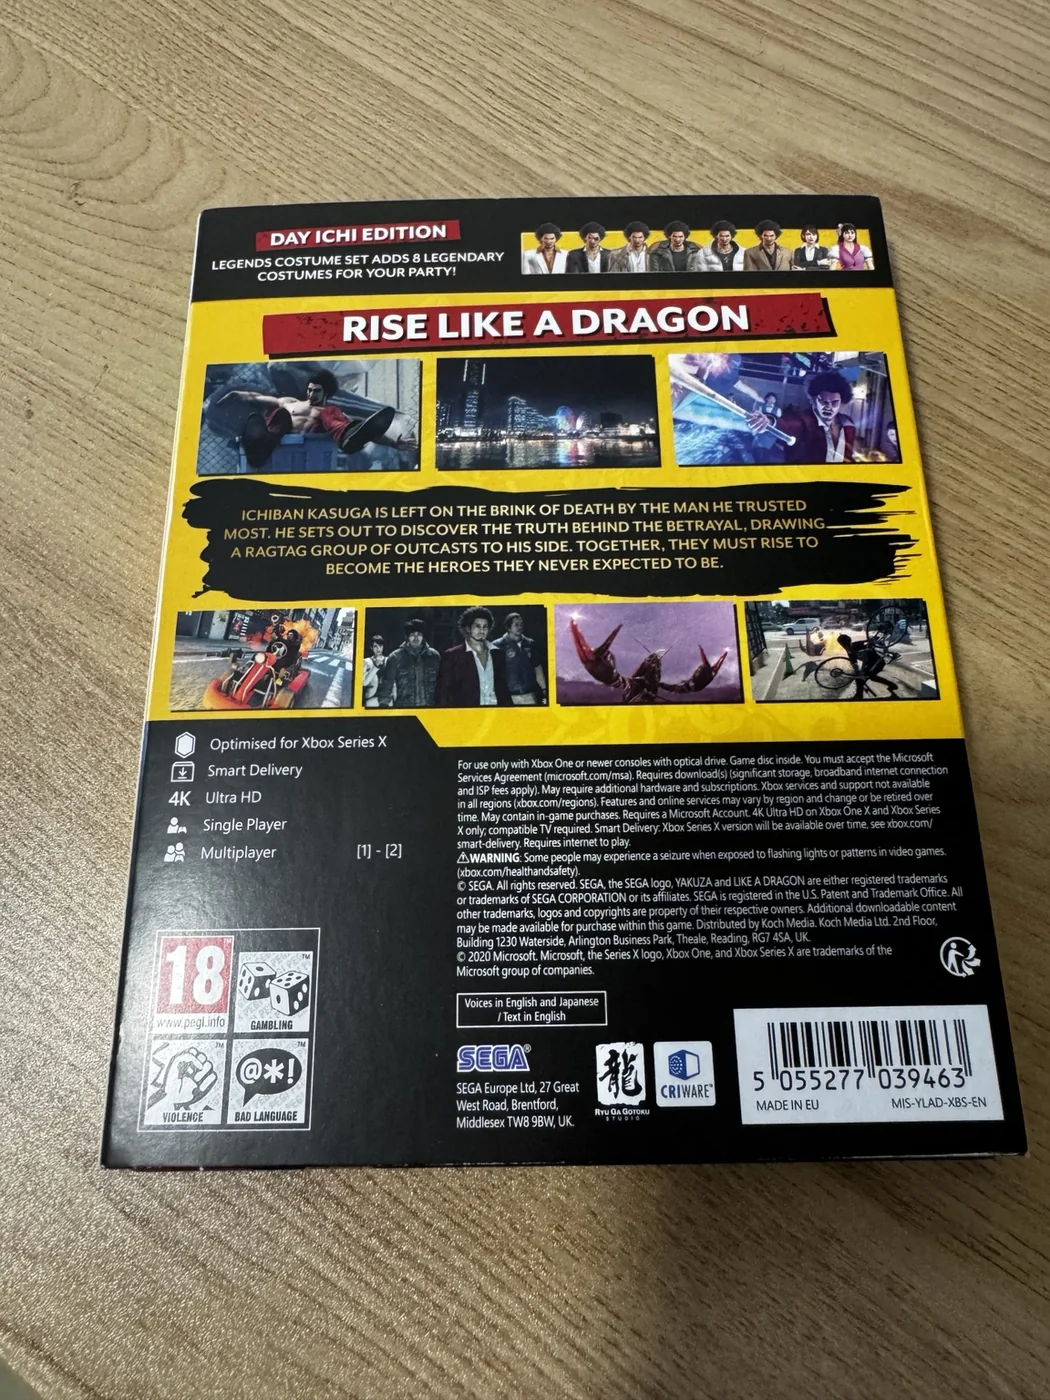 DAY ICHI EDITION
LEGENDS COSTUME SET ADDS 8 LEGENDARY
COSTUMES FOR YOUR PARTY!
RISE LIKE A DRAGON
ICHIBAN KASUGA IS LEFT ON THE BRINK OF DEATH BY THE MAN HE TRUSTED
MOST. HE SETS OUT TO DISCOVER THE TRUTH BEHIND THE BETRAYAL, DRAWING
A RAGTAG GROUP OF OUTCASTS TO HIS SIDE. TOGETHER, THEY MUST RISE TO
BECOME THE HEROES THEY NEVER EXPECTED TO BE.
Optimised for Xbox Series X
Smart Delivery
4K Ultra HD
Single Player
Multiplayer [1] - [2]
For use only with Xbox One or newer consoles with optical drive. Game disc inside. You must accept the Microsoft
Services Agreement (microsoft.com/msa). Requires download(s) (significant storage, broadband internet connection
and ISP fees apply). May require additional hardware and subscriptions. Xbox services and support not available
in all regions (xbox.com/regions). Features and online services may vary by region and change or be retired over
time. May contain in-game purchases. Requires a Microsoft Account. 4K Ultra HD on Xbox One X and Xbox Series
X only; compatible TV required. Smart Delivery: Xbox Series X version will be available over time, see xbox.com/
smart-delivery. Requires internet to play.
WARNING: Some people may experience a seizure when exposed to flashing lights or patterns in video games.
(xbox.com/healthandsafety).
© SEGA. All rights reserved. SEGA, the SEGA logo, YAKUZA and LIKE A DRAGON are either registered trademarks
or trademarks of SEGA CORPORATION or its affiliates. SEGA is registered in the U.S. Patent and Trademark Office. All
other trademarks, logos and copyrights are property of their respective owners. Additional downloadable content
may be made available for purchase within this game. Distributed by Koch Media. Koch Media Ltd. 2nd Floor,
Building 1230 Waterside, Arlington Business Park, Theale, Reading, RG7 4SA, UK.
© 2020 Microsoft. Microsoft, the Series X logo, Xbox One, and Xbox Series X are trademarks of the
Microsoft group of companies.
Voices in English and Japanese
/ Text in English
18
www.pegi.info
GAMBLING
VIOLENCE
@*!
BAD LANGUAGE
TM
TM
TM
SEGA®
SEGA Europe Ltd, 27 Great
West Road, Brentford,
Middlesex TW8 9BW, UK.
龍
RYU GA GOTOKU
STUDIO
CRIWARE™
5 055277 039463
MADE IN EU MIS-YLAD-XBS-EN